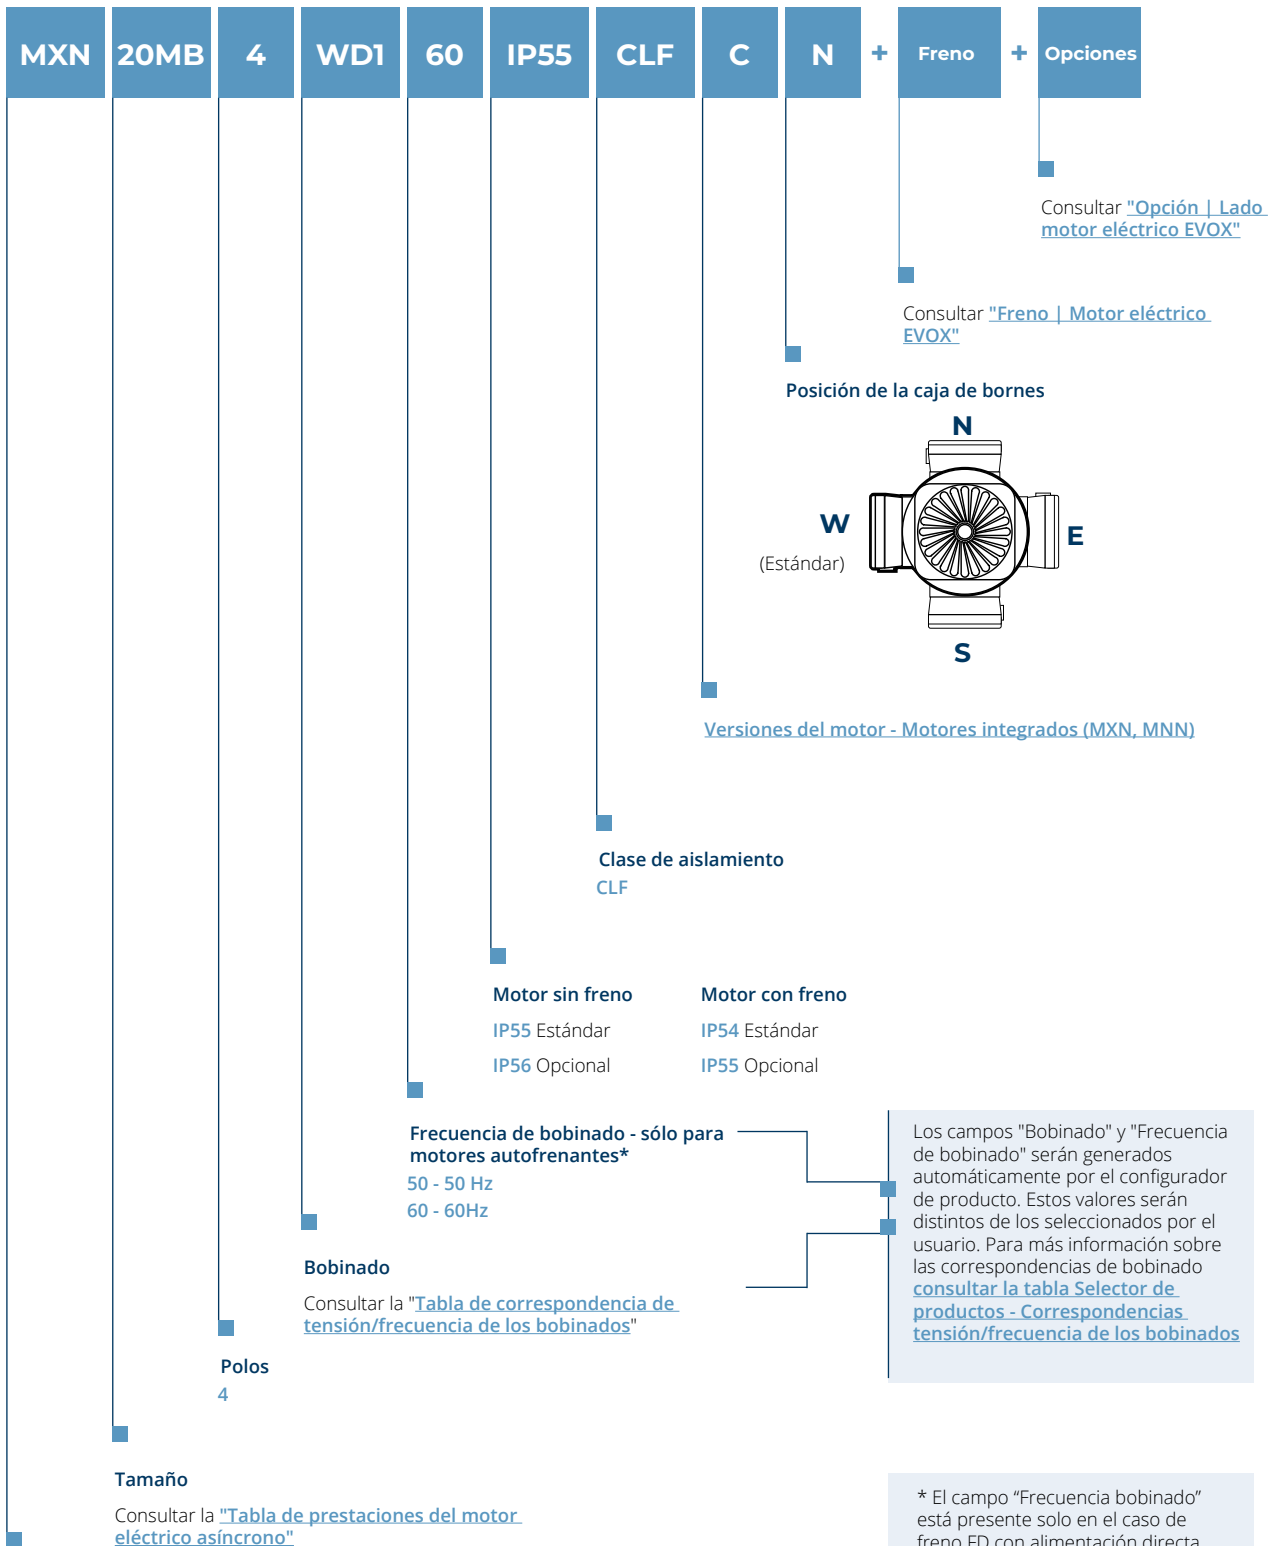 MXN 20MB 4 WD1 60 IP55 CLF C N + Freno + Opciones
Consultar "Opción | Lado
motor eléctrico EVOX"
Consultar "Freno | Motor eléctrico
EVOX"
Posición de la caja de bornes
N
W
E
(Estándar)
S
Versiones del motor - Motores integrados (MXN, MNN)
Clase de aislamiento
CLF
Motor sin freno
IP55 Estándar
IP56 Opcional
Motor con freno
IP54 Estándar
IP55 Opcional
Frecuencia de bobinado - sólo para
motores autofrenantes*
50 - 50 Hz
60 - 60Hz
Los campos "Bobinado" y "Frecuencia
de bobinado" serán generados
automáticamente por el configurador
de producto. Estos valores serán
distintos de los seleccionados por el
usuario. Para más información sobre
las correspondencias de bobinado
consultar la tabla Selector de
productos - Correspondencias
tensión/frecuencia de los bobinados
Bobinado
Consultar la "Tabla de correspondencia de
tensión/frecuencia de los bobinados"
Polos
4
Tamaño
Consultar la "Tabla de prestaciones del motor
eléctrico asíncrono"
* El campo “Frecuencia bobinado”
está presente solo en el caso de
freno FD con alimentación directa